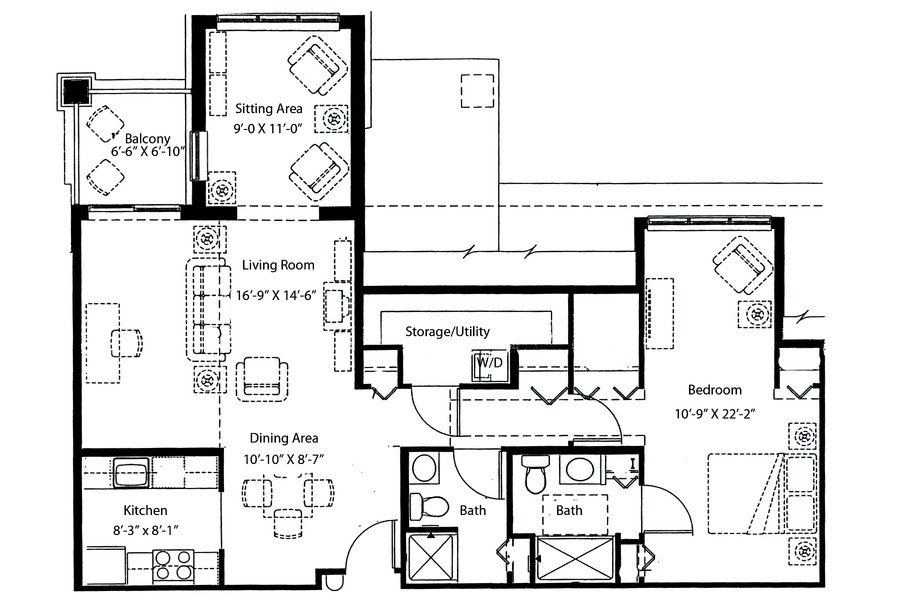 Sitting Area
9'-0 X 11'-0"
Balcony
6'-6" X 6'-10"
Living Room
16'-9" X 14'-6"
Storage/Utility
W/D
Bedroom
10'-9" X 22'-2"
Dining Area
10'-10" X 8'-7"
Kitchen
8'-3" x 8'-1"
Bath
Bath